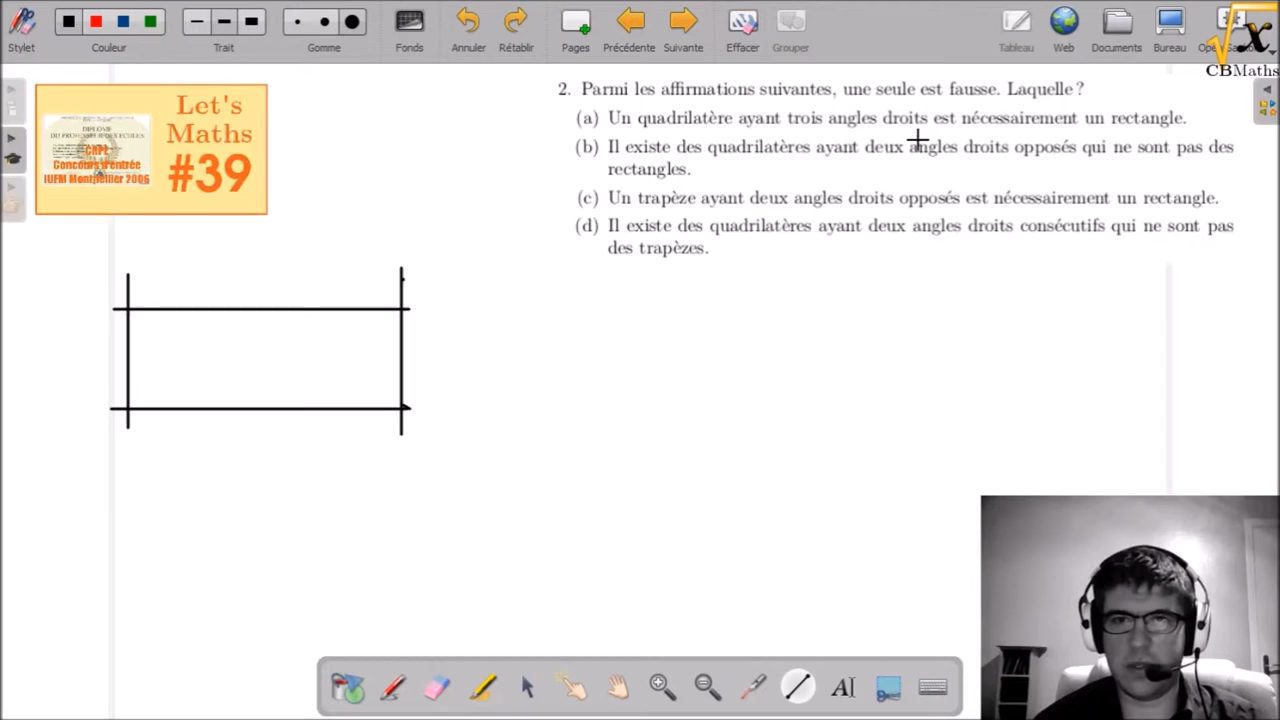 Stylet
Couleur
Trait
Gomme
Fonds
Annuler
Rétablir
Pages
Précédente
Suivante
Effacer
Grouper
Tableau
Web
Documents
Bureau
x
CBMaths
Let's
Maths
#39
DIPLOME
CRPE
Concours d'entrée
IUFM Montpellier 2006
2. Parmi les affirmations suivantes, une seule est fausse. Laquelle ?
(a) Un quadrilatère ayant trois angles droits est nécessairement un rectangle.
(b) Il existe des quadrilatères ayant deux angles droits opposés qui ne sont pas des
rectangles.
(c) Un trapèze ayant deux angles droits opposés est nécessairement un rectangle.
(d) Il existe des quadrilatères ayant deux angles droits consécutifs qui ne sont pas
des trapèzes.
AI